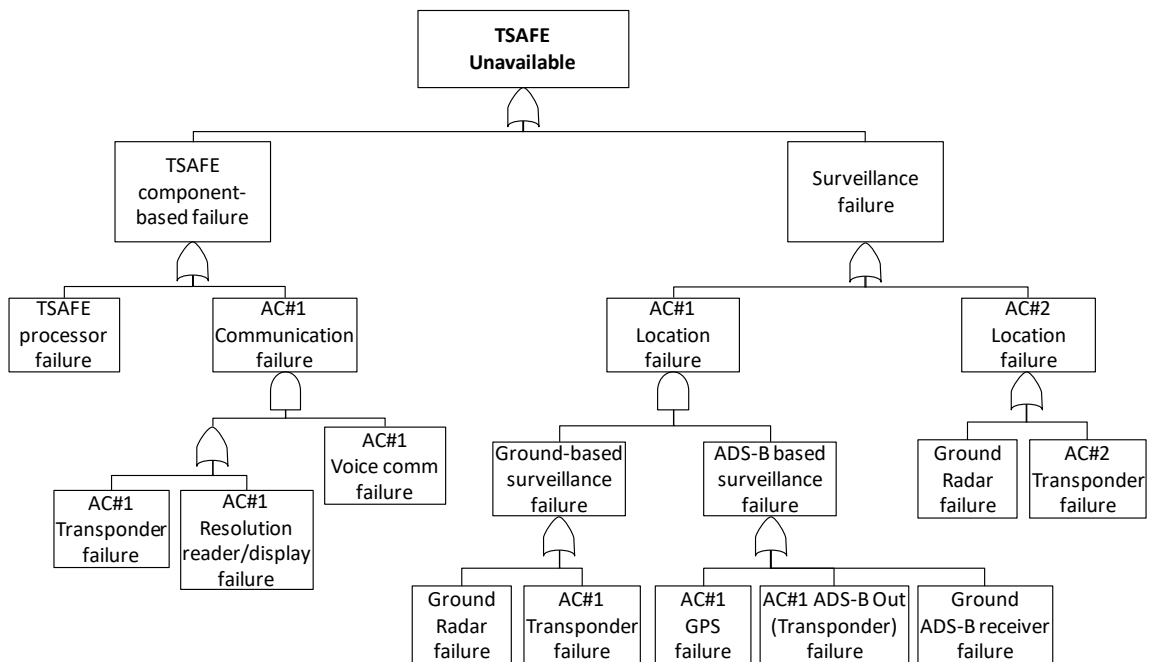 TSAFE
Unavailable
TSAFE
component-
based failure
Surveillance
failure
TSAFE
processor
failure
AC#1
Communication
failure
AC#1
Location
failure
AC#2
Location
failure
AC#1
Transponder
failure
AC#1
Resolution
reader/display
failure
AC#1
Voice comm
failure
Ground-based
surveillance
failure
ADS-B based
surveillance
failure
Ground
Radar
failure
AC#2
Transponder
failure
Ground
Radar
failure
AC#1
Transponder
failure
AC#1
GPS
failure
AC#1 ADS-B Out
(Transponder)
failure
Ground
ADS-B receiver
failure